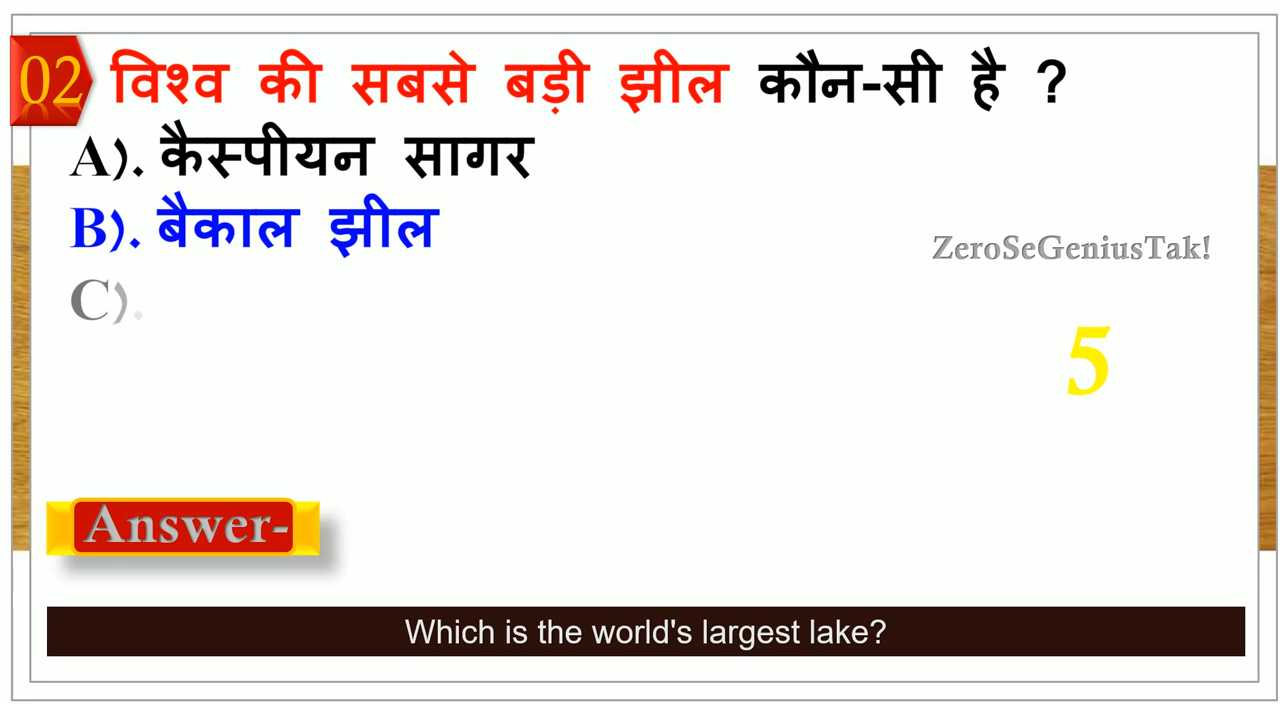 02 विश्व की सबसे बड़ी झील कौन-सी है ?
A). कैस्पीयन सागर
B). बैकाल झील
ZeroSeGeniusTak!
C).
5
Answer-
Which is the world's largest lake?